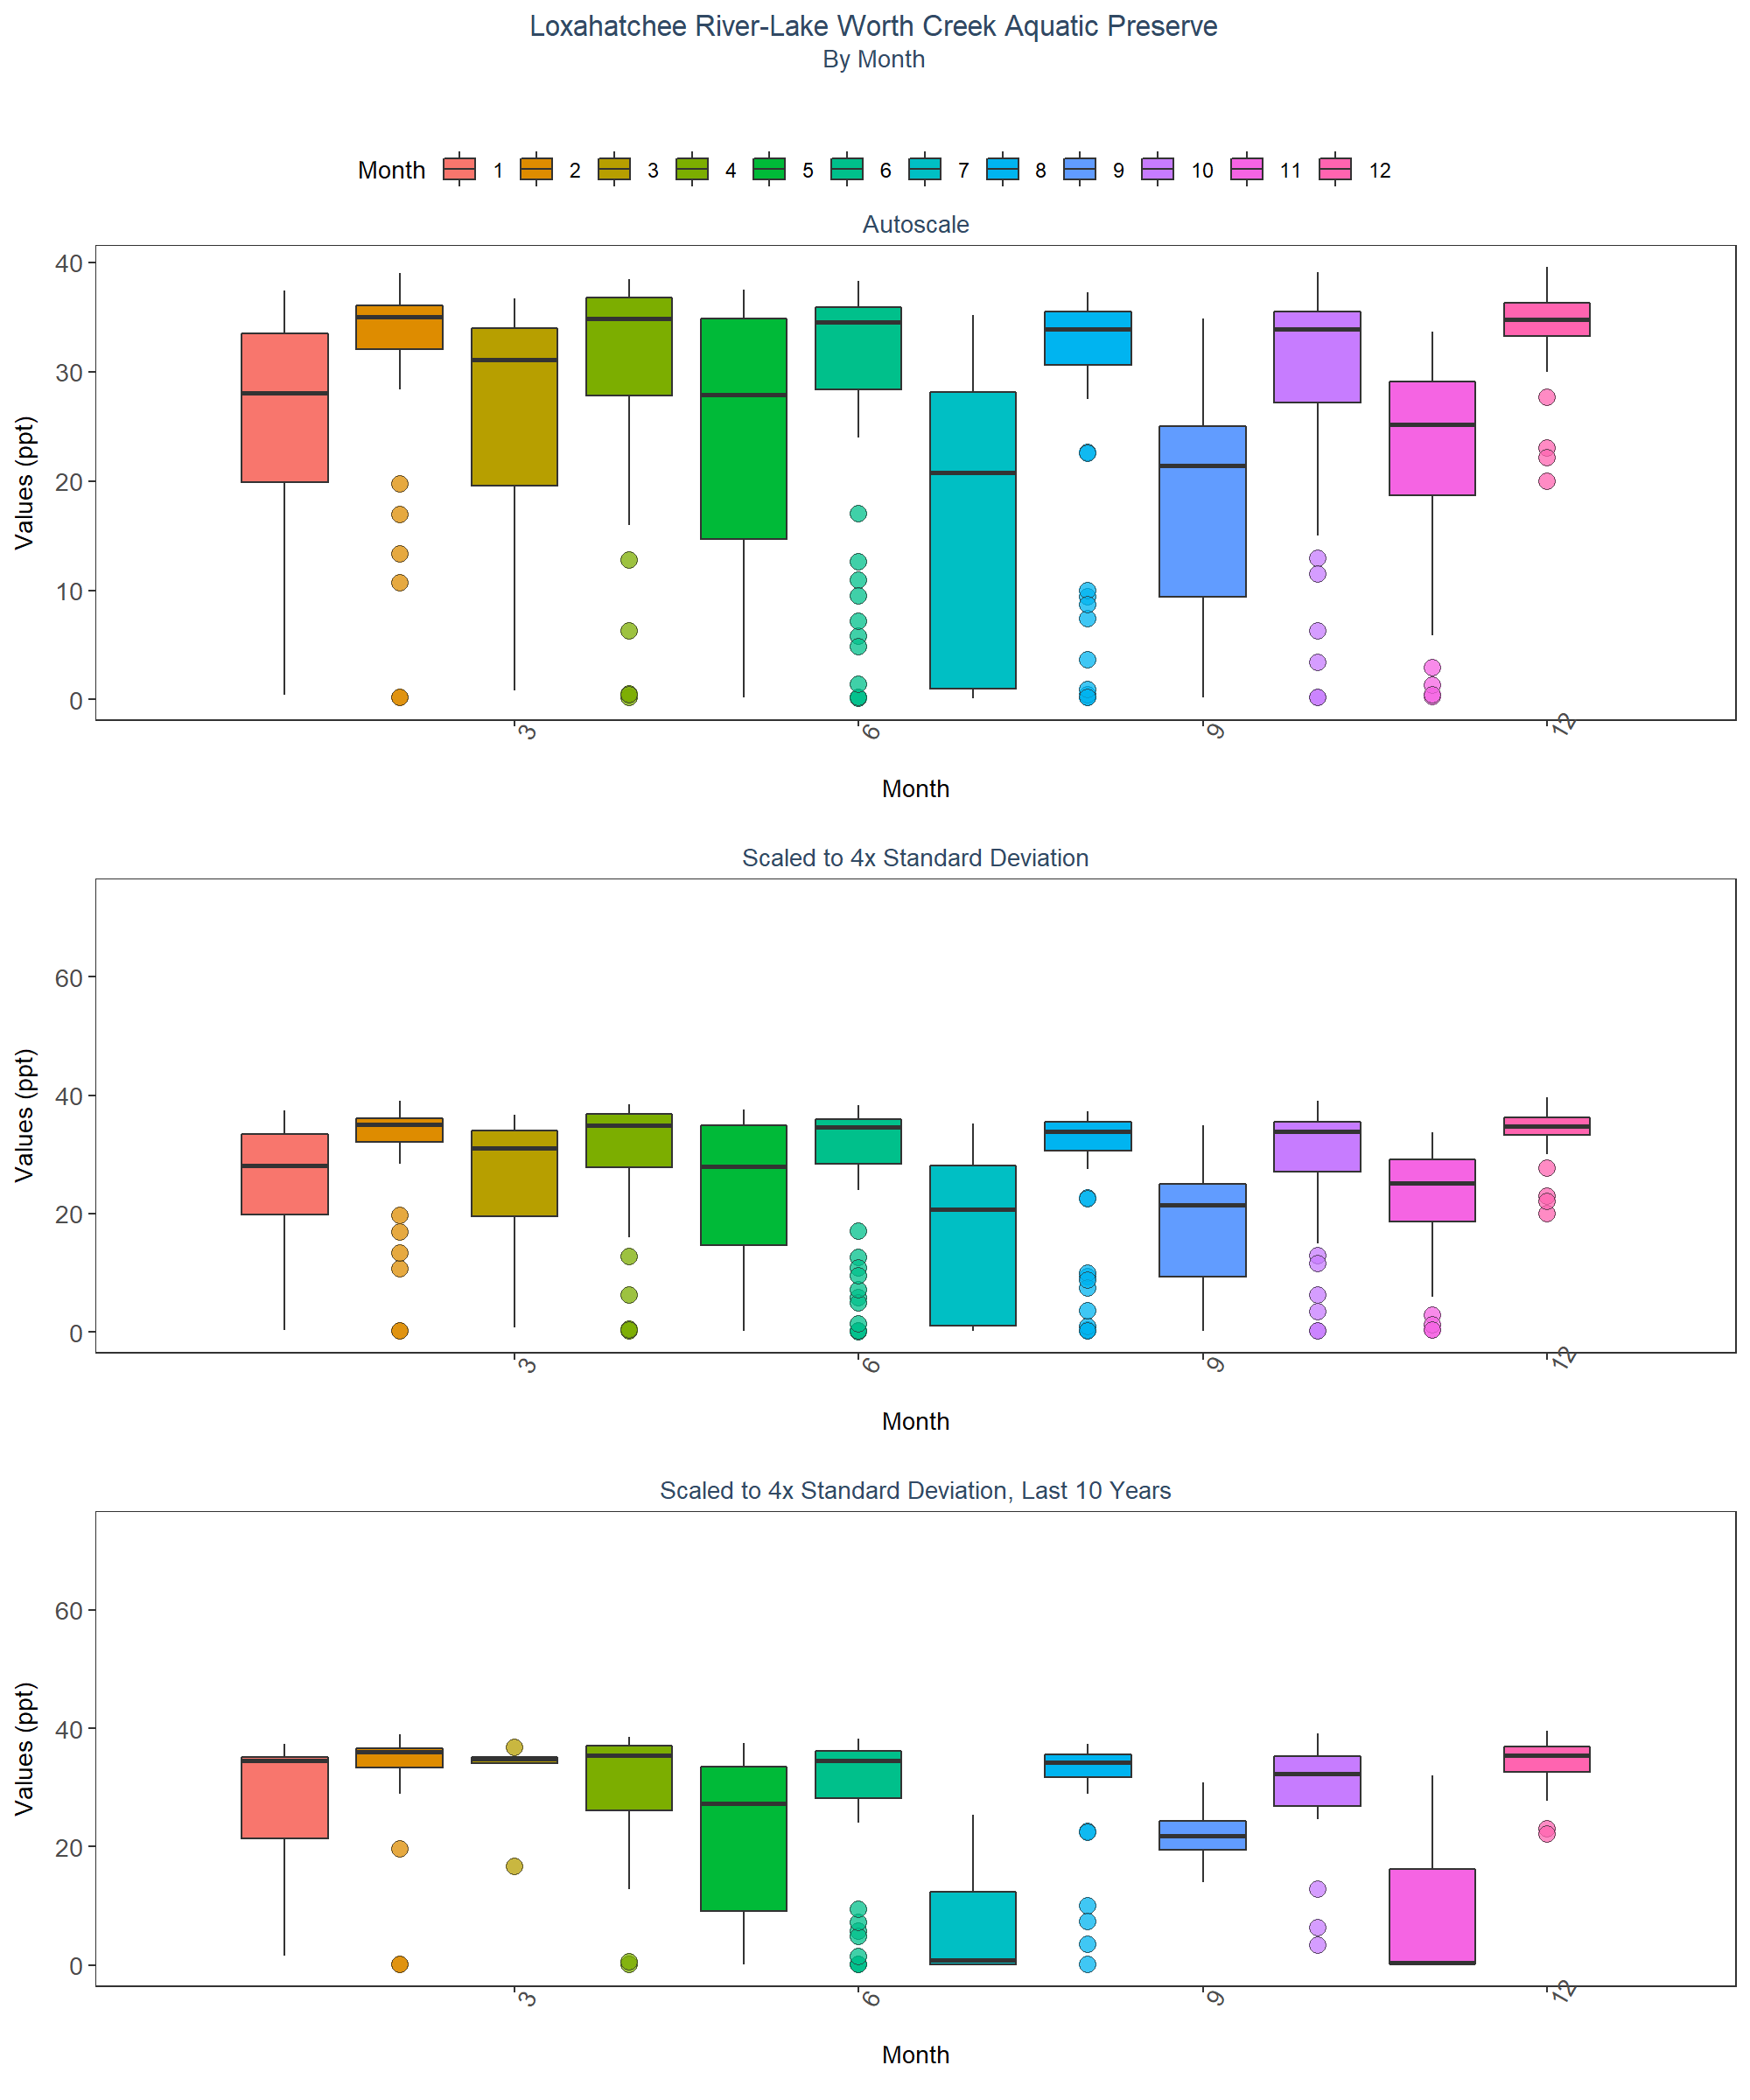 Loxahatchee River-Lake Worth Creek Aquatic Preserve
By Month
Month 1 2 3 4 5 6 7 8 9 10 11 12
Autoscale
Values (ppt)
40
30
20
10
0
3 6 9 12
Month
Scaled to 4x Standard Deviation
Values (ppt)
60
40
20
0
3 6 9 12
Month
Scaled to 4x Standard Deviation, Last 10 Years
Values (ppt)
60
40
20
0
3 6 9 12
Month